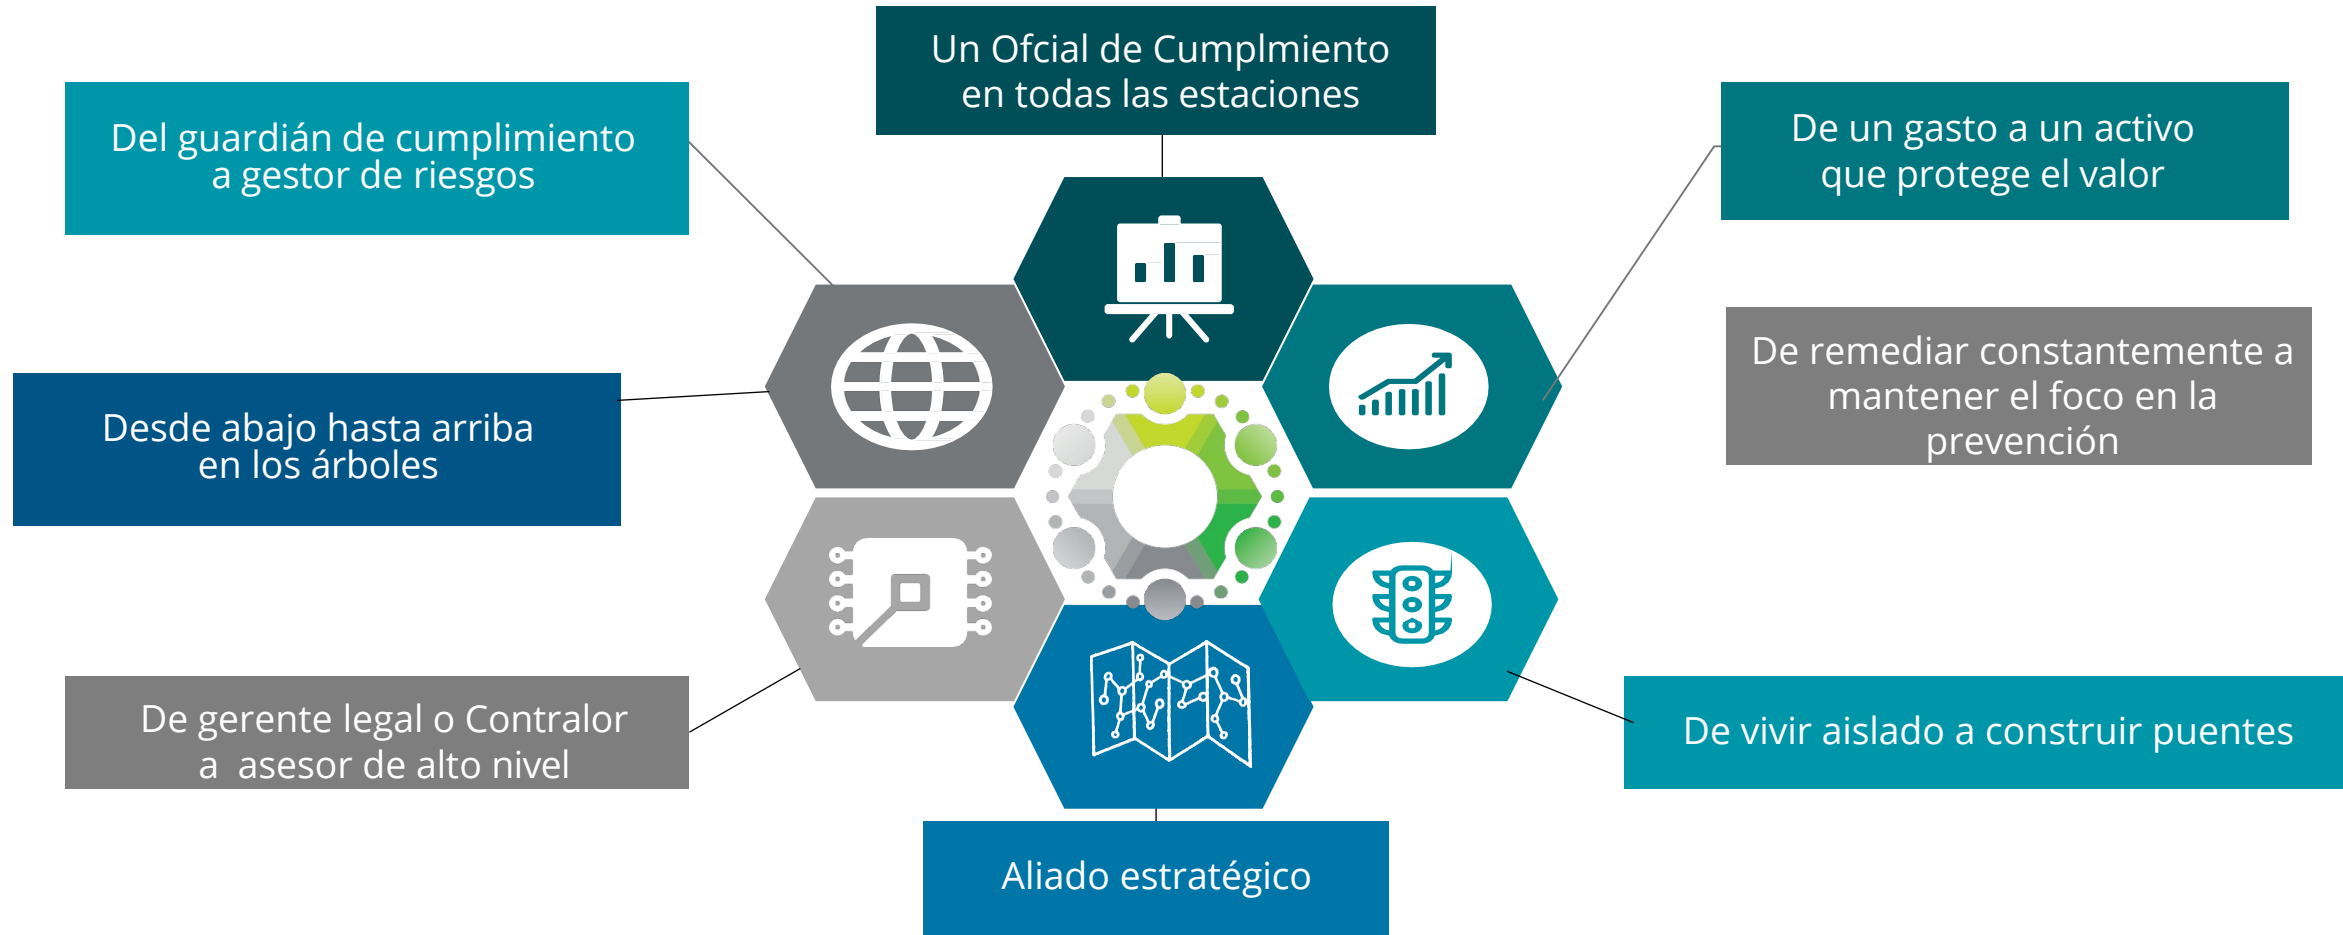 Un Ofcial de Cumplmiento
en todas las estaciones
Del guardián de cumplimiento
a gestor de riesgos
De un gasto a un activo
que protege el valor
De remediar constantemente a
mantener el foco en la
prevención
Desde abajo hasta arriba
en los árboles
De gerente legal o Contralor
a  asesor de alto nivel
De vivir aislado a construir puentes
Aliado estratégico